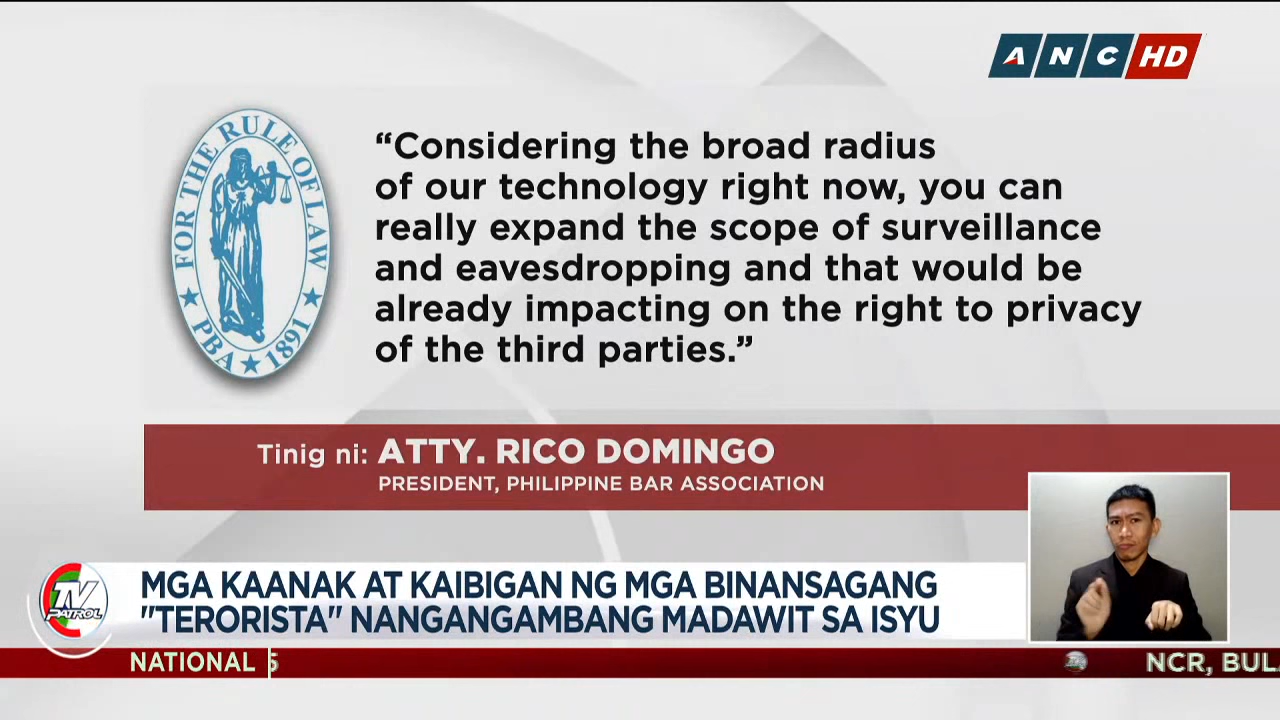 ANC HD
FOR THE RULE OF LAW
PBA 1891
“Considering the broad radius
of our technology right now, you can
really expand the scope of surveillance
and eavesdropping and that would be
already impacting on the right to privacy
of the third parties.”
Tinig ni: ATTY. RICO DOMINGO
PRESIDENT, PHILIPPINE BAR ASSOCIATION
TV PATROL
MGA KAANAK AT KAIBIGAN NG MGA BINANSAGANG
"TERORISTA" NANGANGAMBANG MADAWIT SA ISYU
NATIONAL
NCR, BUL